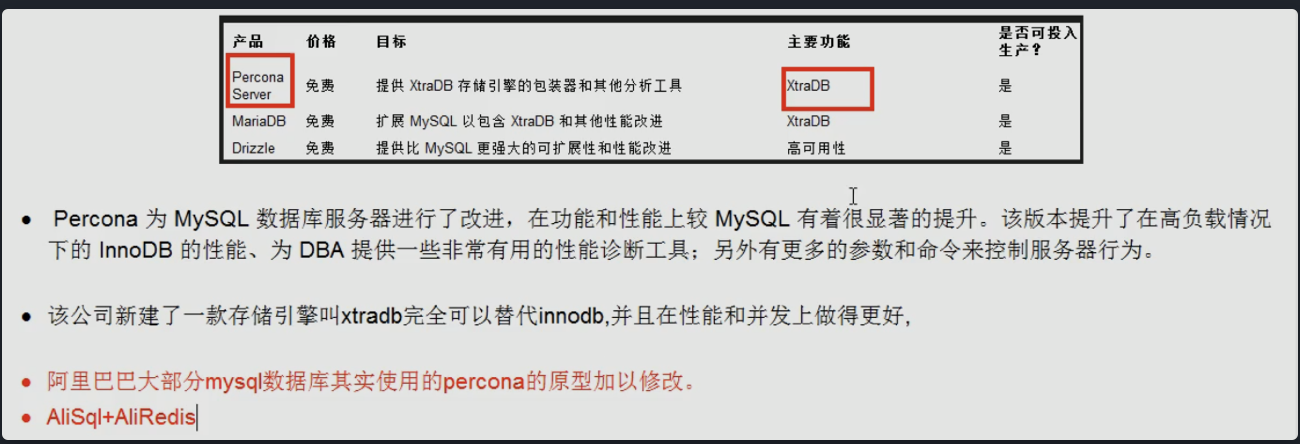 产品 价格 目标 主要功能 是否可投入
生产？
Percona
Server 免费 提供 XtraDB 存储引擎的包装器和其他分析工具 XtraDB 是
MariaDB 免费 扩展 MySQL 以包含 XtraDB 和其他性能改进 XtraDB 是
Drizzle 免费 提供比 MySQL 更强大的可扩展性和性能改进 高可用性 是
● Percona 为 MySQL 数据库服务器进行了改进，在功能和性能上较 MySQL 有着很显著的提升。该版本提升了在高负载情况
下的 InnoDB 的性能、为 DBA 提供一些非常有用的性能诊断工具；另外有更多的参数和命令来控制服务器行为。
● 该公司新建了一款存储引擎叫xtradb完全可以替代innodb,并且在性能和并发上做得更好,
● 阿里巴巴大部分mysql数据库其实使用的percona的原型加以修改。
● AliSql+AliRedis